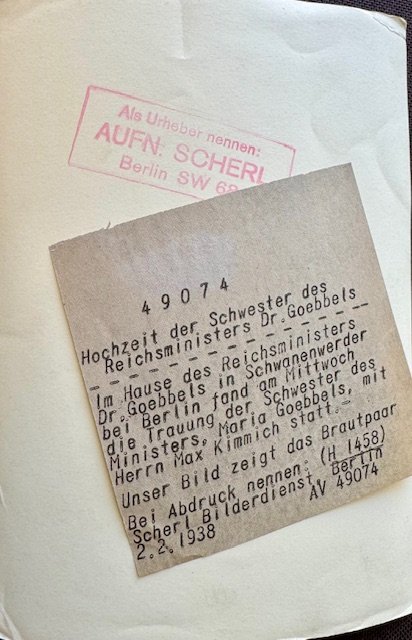 Als Urheber nennen:
AUFN. SCHERL
Berlin SW 68
49074
Hochzeit der Schwester des
Reichsministers Dr.Goebbels
Im Hause des Reichsministers
Dr.Goebbels in Schwanenwerder
bei Berlin fand am Mittwoch
die Trauung der Schwester des
Ministers, Maria Goebbels, mit
Herrn Max Kimmich statt.-
Unser Bild zeigt das Brautpaar
Bei Abdruck nennen: (H 1458)
Scherl Bilderdienst, Berlin
2.2.1938 AV 49074